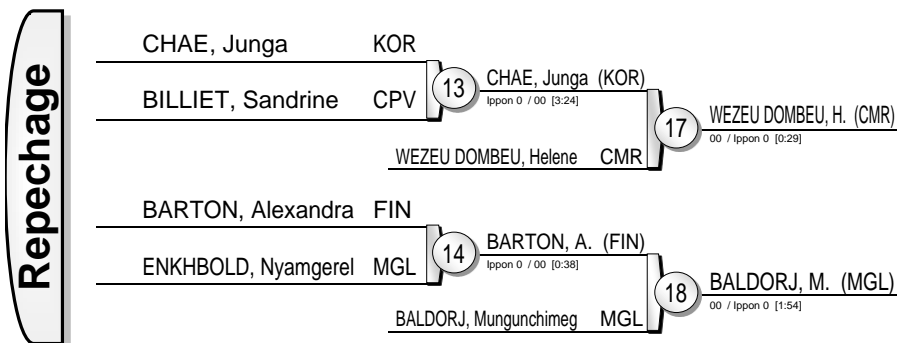 Repechage
CHAE, Junga KOR
BILLIET, Sandrine CPV
13
CHAE, Junga (KOR)
Ippon 0 / 00 [3:24]
WEZEU DOMBEU, Helene CMR
17
WEZEU DOMBEU, H. (CMR)
00 / Ippon 0 [0:29]
BARTON, Alexandra FIN
ENKHBOLD, Nyamgerel MGL
14
BARTON, A. (FIN)
Ippon 0 / 00 [0:38]
BALDORJ, Mungunchimeg MGL
18
BALDORJ, M. (MGL)
00 / Ippon 0 [1:54]